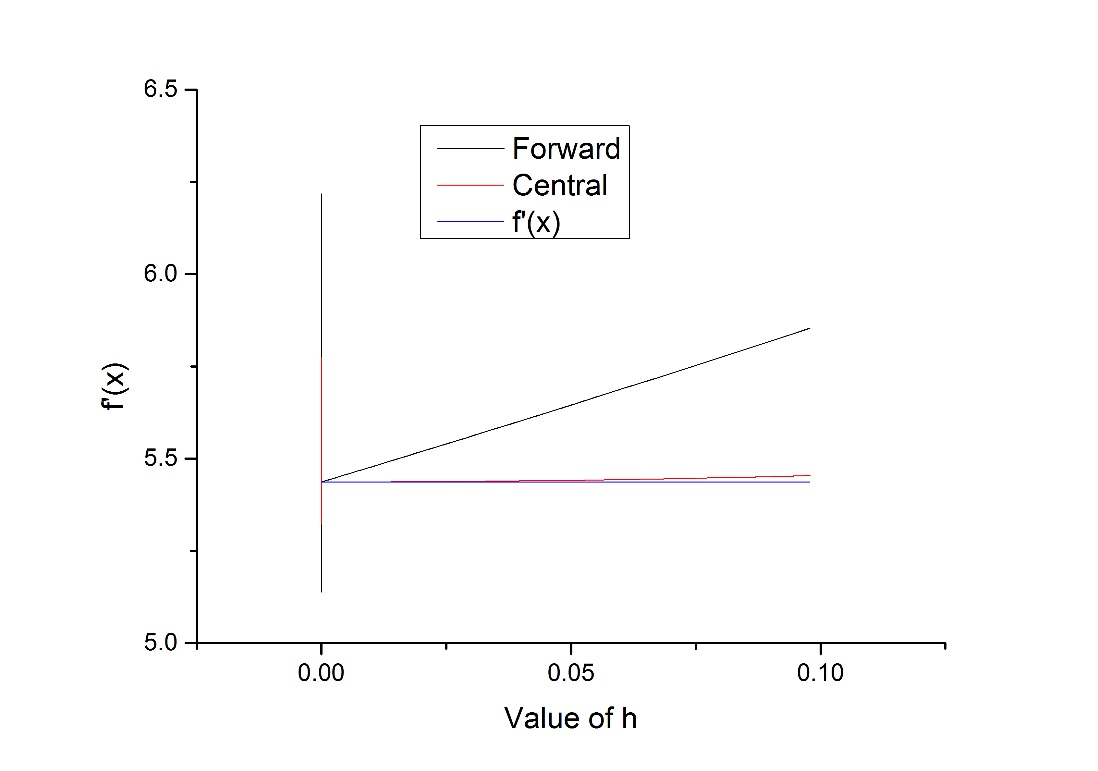 6.5
6.0
5.5
5.0
f'(x)
Forward
Central
f'(x)
0.00
0.05
0.10
Value of h